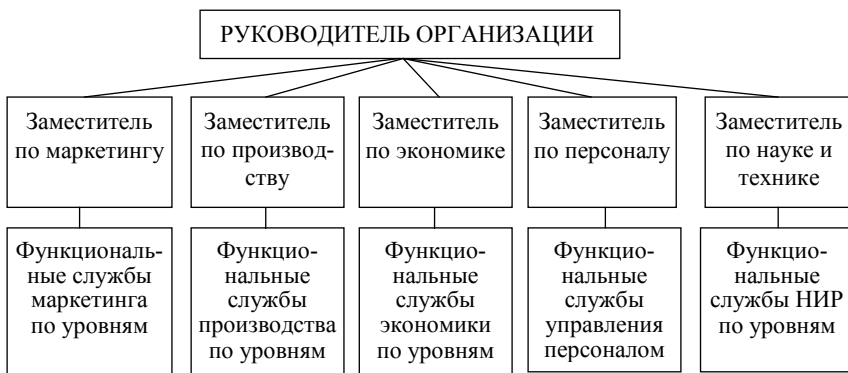 РУКОВОДИТЕЛЬ ОРГАНИЗАЦИИ
Заместитель
по маркетингу
Заместитель
по производ-
ству
Заместитель
по экономике
Заместитель
по персоналу
Заместитель
по науке и
технике
Функциональ-
ные службы
маркетинга
по уровням
Функцио-
нальные
службы
производства
по уровням
Функцио-
нальные
службы
экономики
по уровням
Функцио-
нальные
службы
управления
персоналом
Функцио-
нальные
службы НИР
по уровням